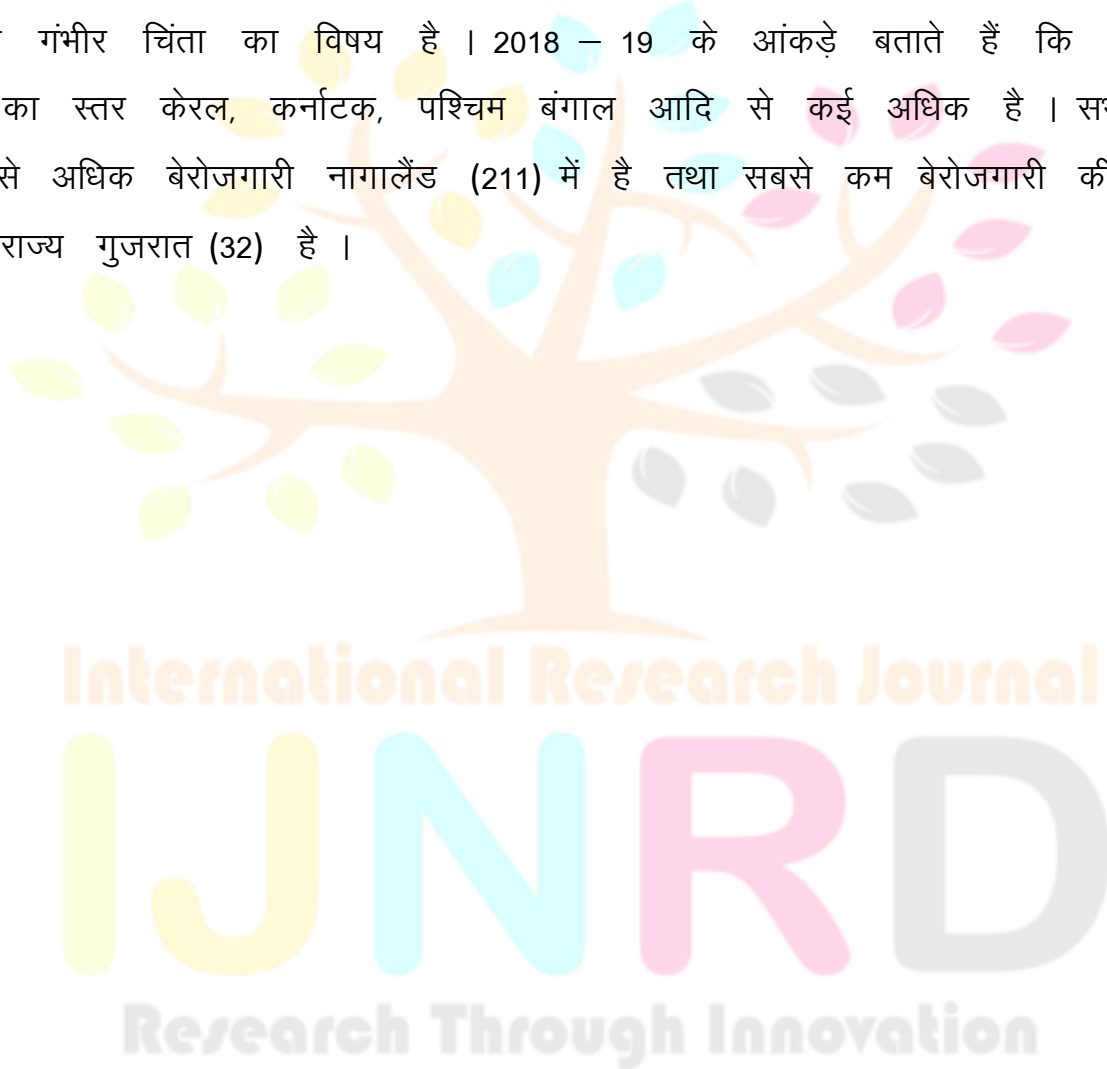 गंभीर चिंता का विषय है । 2018 – 19 के आंकड़े बताते हैं कि
का स्तर केरल, कर्नाटक, पश्चिम बंगाल आदि से कई अधिक है ।
से अधिक बेरोजगारी नागालैंड (211) में है तथा सबसे कम बेरोजगारी
राज्य गुजरात (32) है ।
International Research Journal
IJNRD
Research Through Innovation